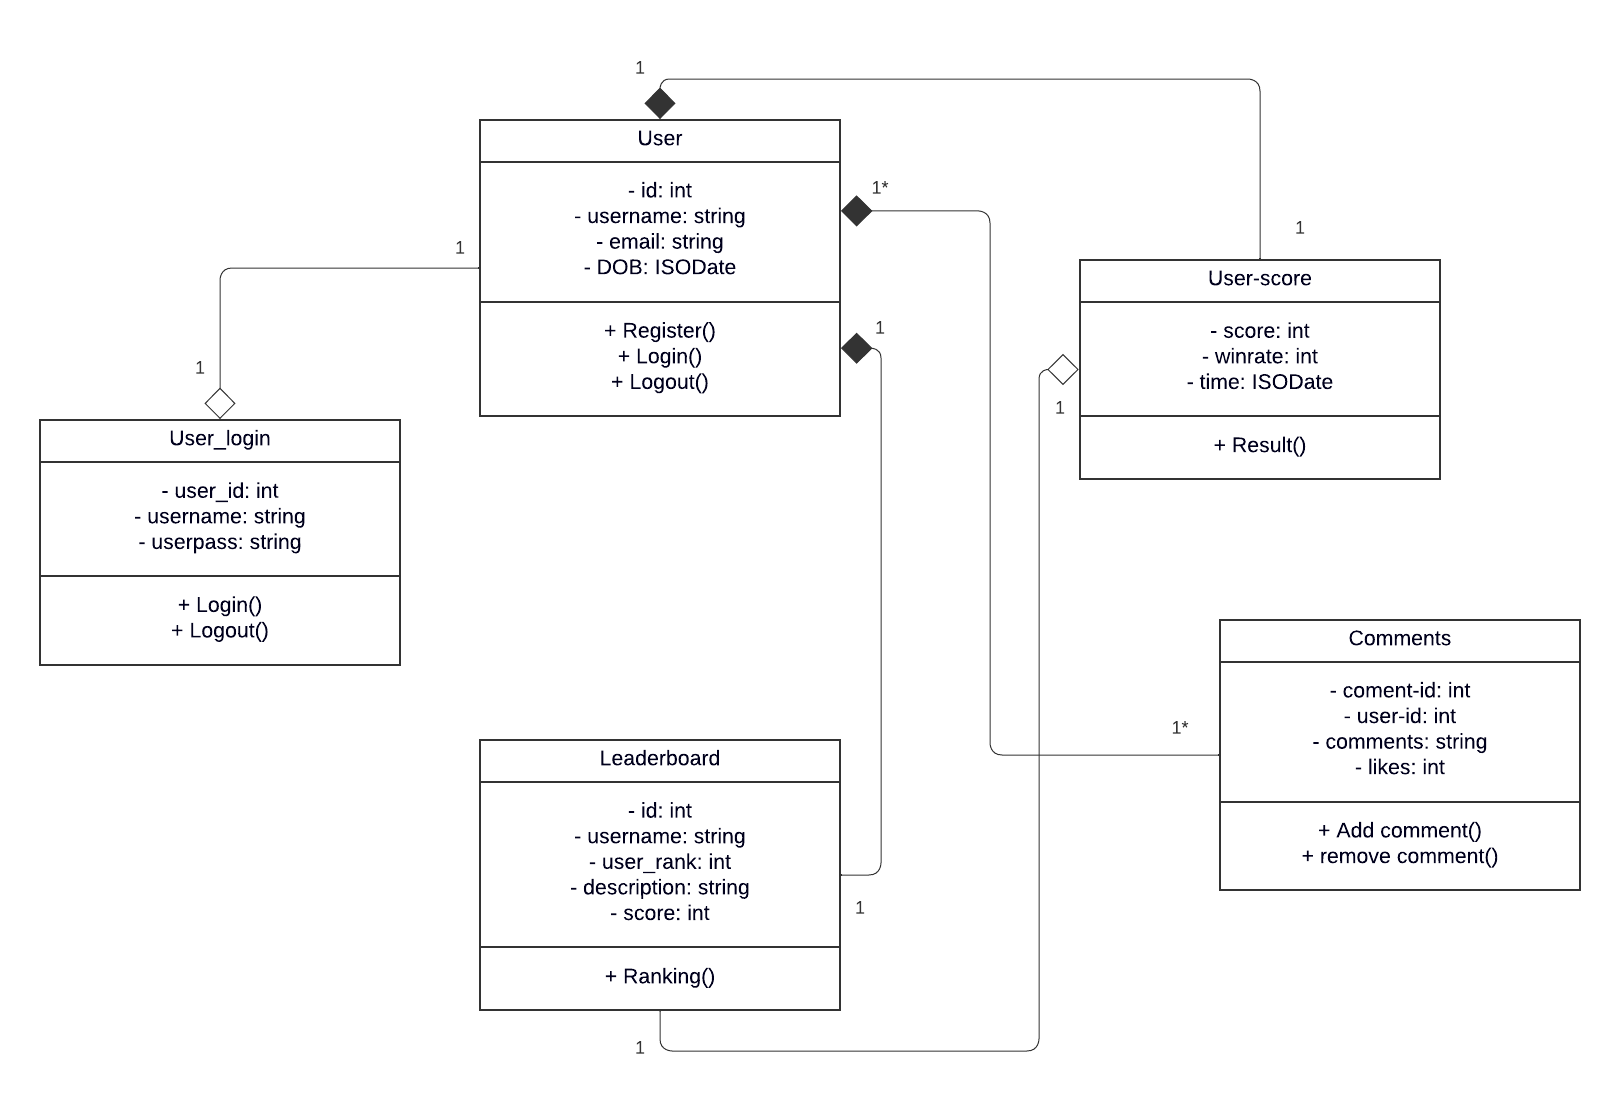 1
User
- id: int
- username: string
- email: string
- DOB: ISODate
+ Register()
+ Login()
+ Logout()
1*
1
1
1
1
User-score
- score: int
- winrate: int
- time: ISODate
+ Result()
1
User_login
- user_id: int
- username: string
- userpass: string
+ Login()
+ Logout()
Comments
- coment-id: int
- user-id: int
- comments: string
- likes: int
+ Add comment()
+ remove comment()
1*
Leaderboard
- id: int
- username: string
- user_rank: int
- description: string
- score: int
+ Ranking()
1
1